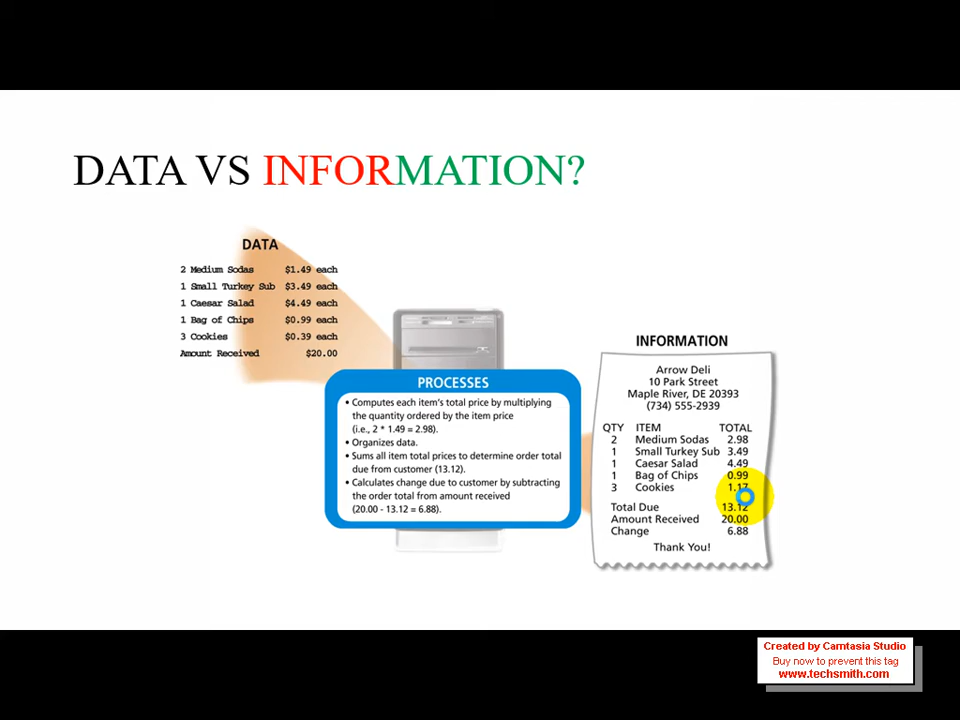 DATA VS INFORMATION?
DATA
2 Medium Sodas $1.49 each
1 Small Turkey Sub $3.49 each
1 Caesar Salad $4.49 each
1 Bag of Chips $0.99 each
3 Cookies $0.39 each
Amount Received $20.00
PROCESSES
• Computes each item's total price by multiplying
the quantity ordered by the item price
(i.e., 2 * 1.49 = 2.98).
• Organizes data.
• Sums all item total prices to determine order total
due from customer (13.12).
• Calculates change due to customer by subtracting
the order total from amount received
(20.00 - 13.12 = 6.88).
INFORMATION
Arrow Deli
10 Park Street
Maple River, DE 20393
(734) 555-2939
QTY ITEM TOTAL
2 Medium Sodas 2.98
1 Small Turkey Sub 3.49
1 Caesar Salad 4.49
1 Bag of Chips 0.99
3 Cookies 1.17
Total Due 13.12
Amount Received 20.00
Change 6.88
Thank You!
Created by Camtasia Studio
Buy now to prevent this tag
www.techsmith.com